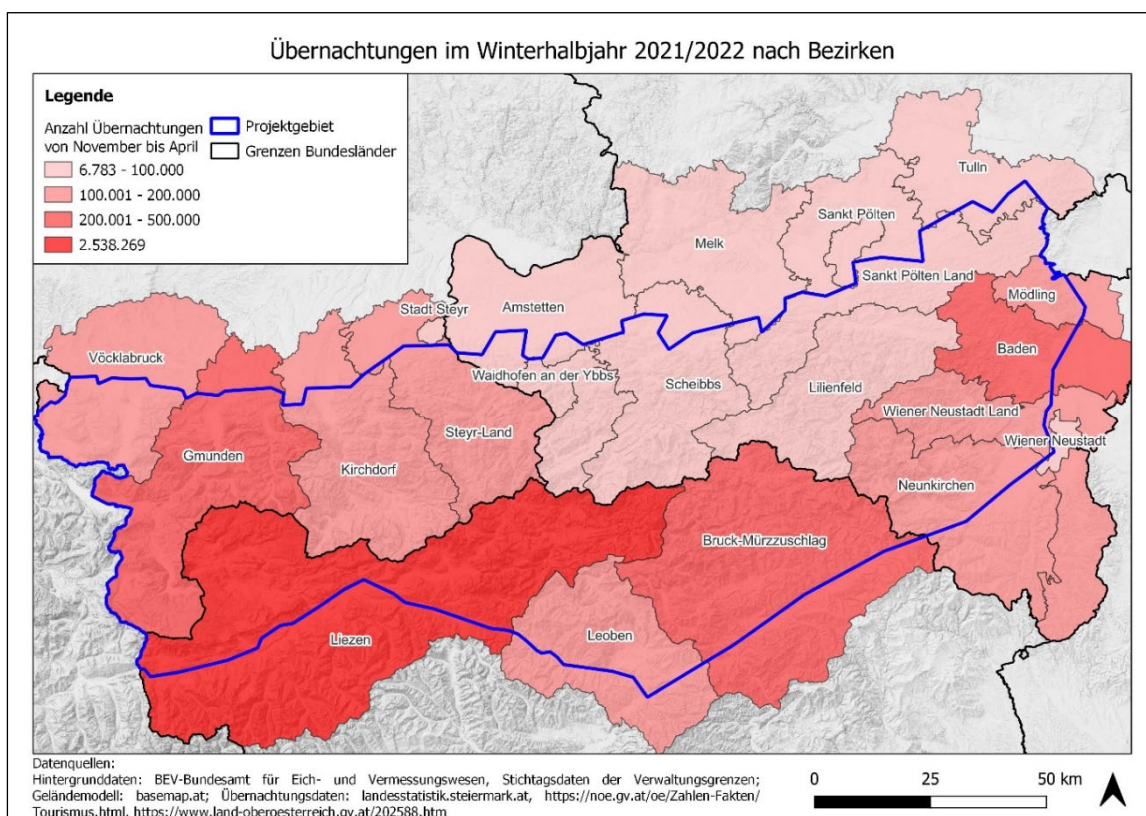 Übernachtungen im Winterhalbjahr 2021/2022 nach Bezirken
Legende
Anzahl Übernachtungen
von November bis April
6.783 - 100.000
100.001 - 200.000
200.001 - 500.000
2.538.269
Projektgebiet
Grenzen Bundesländer
Tulln
Sankt Pölten
Melk
Sankt Pölten Land
Mödling
Stadt Steyr
Amstetten
Vöcklabruck
Baden
Waidhofen an der Ybbs
Scheibbs
Lilienfeld
Wiener Neustadt Land
Steyr-Land
Wiener Neustadt
Gmunden
Kirchdorf
Neunkirchen
Bruck-Mürzzuschlag
Leoben
Liezen
Datenquellen:
Hintergrunddaten: BEV-Bundesamt für Eich- und Vermessungswesen, Stichtagsdaten der Verwaltungsgrenzen;
Geländemodell: basemap.at; Übernachtungsdaten: landesstatistik.steiermark.at, https://noe.gv.at/oe/Zahlen-Fakten/
Tourismus.html, https://www.land-oberoesterreich.gv.at/202588.htm
0 25 50 km